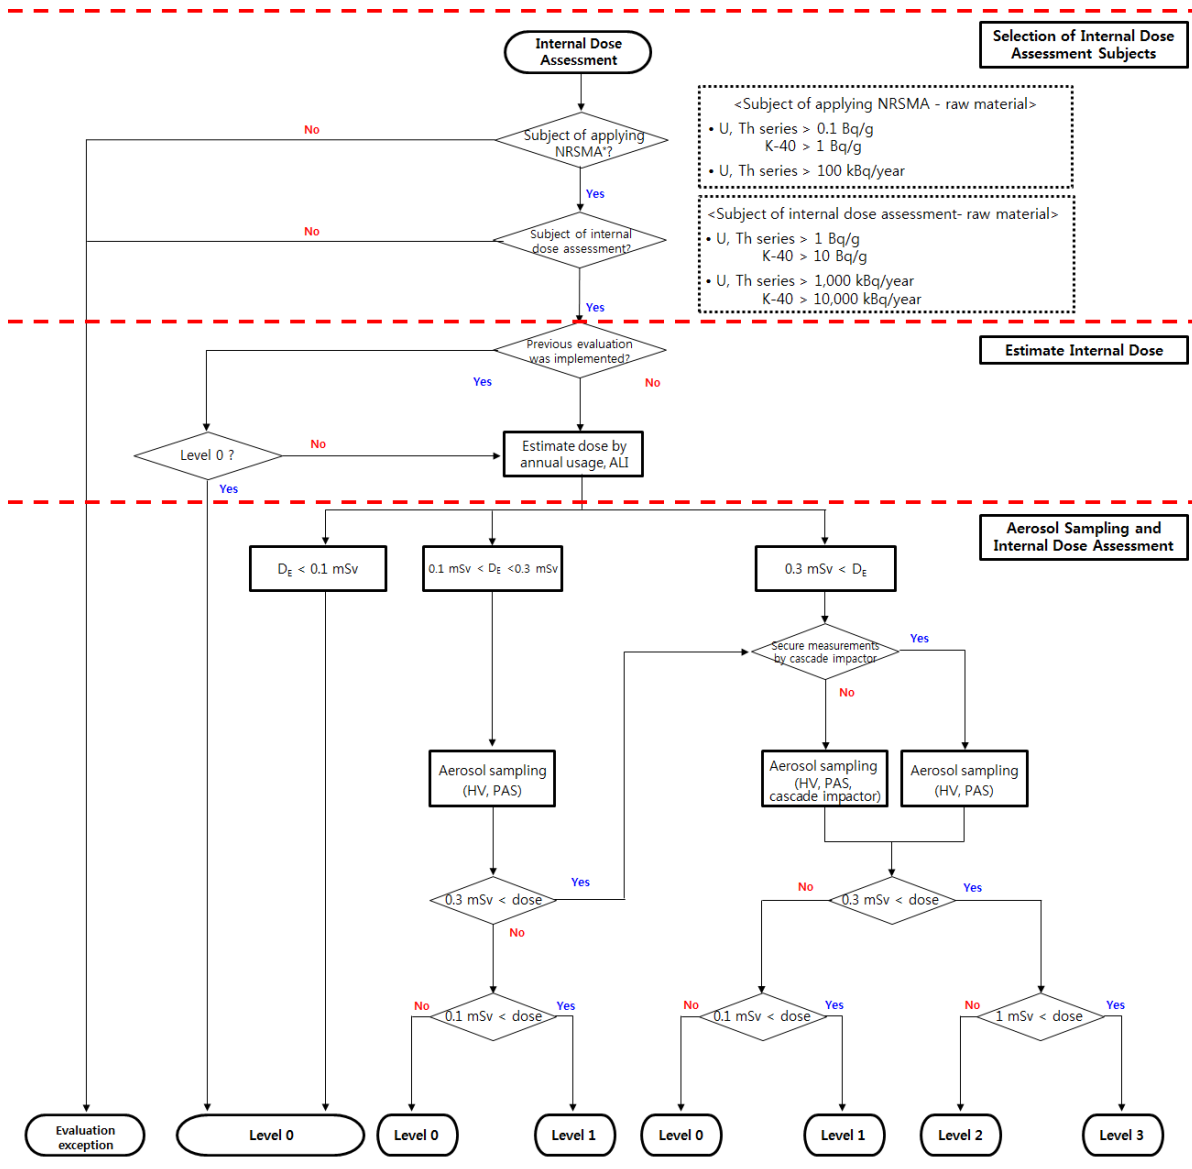 Selection of Internal Dose
Assessment Subjects
Internal Dose
Assessment
<Subject of applying NRSMA - raw material>
• U, Th series > 0.1 Bq/g
K-40 > 1 Bq/g
• U, Th series > 100 kBq/year
No
Subject of applying
NRSMA*?
Yes
<Subject of internal dose assessment- raw material>
• U, Th series > 1 Bq/g
K-40 > 10 Bq/g
• U, Th series > 1,000 kBq/year
K-40 > 10,000 kBq/year
No
Subject of internal
dose assessment?
Yes
Previous evaluation
was implemented?
Estimate Internal Dose
Yes
No
Level 0 ?
No
Estimate dose by
annual usage, ALI
Yes
Aerosol Sampling and
Internal Dose Assessment
DE < 0.1 mSv
0.1 mSv < DE <0.3 mSv
0.3 mSv < DE
Secure measurements
by cascade impactor
Yes
No
Aerosol sampling
(HV, PAS)
Aerosol sampling
(HV, PAS,
cascade impactor)
Aerosol sampling
(HV, PAS)
0.3 mSv < dose
Yes
No
No
0.3 mSv < dose
Yes
No
0.1 mSv < dose
Yes
No
0.1 mSv < dose
Yes
No
1 mSv < dose
Yes
Evaluation
exception
Level 0
Level 0
Level 1
Level 0
Level 1
Level 2
Level 3